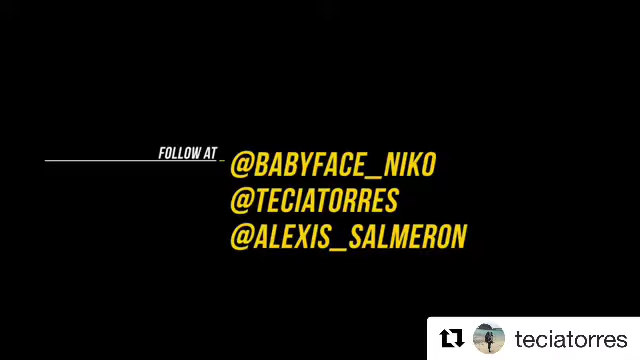 FOLLOW AT
@BABYFACE_NIKO
@TECIATORRES
@ALEXIS_SALMERON
teciatorres